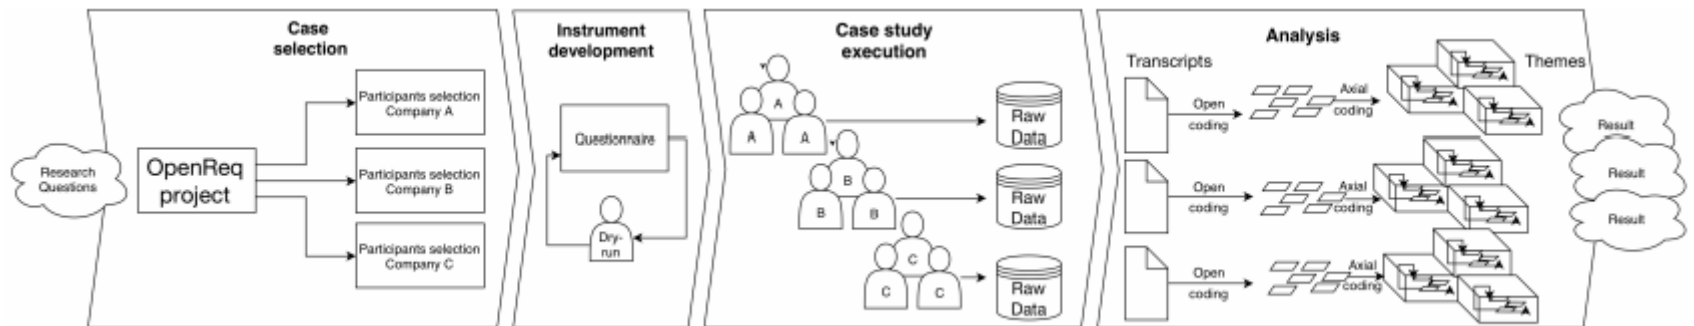 Research
Questions
Case
selection
OpenReq
project
Participants selection
Company A
Participants selection
Company B
Participants selection
Company C
Instrument
development
Questionnaire
Dry-
run
Case study
execution
A
A
A
Raw
Data
B
B
B
Raw
Data
C
C
C
Raw
Data
Analysis
Transcripts
Themes
Open
coding
Axial
coding
Open
coding
Axial
coding
Open
coding
Axial
coding
Result
Result
Result